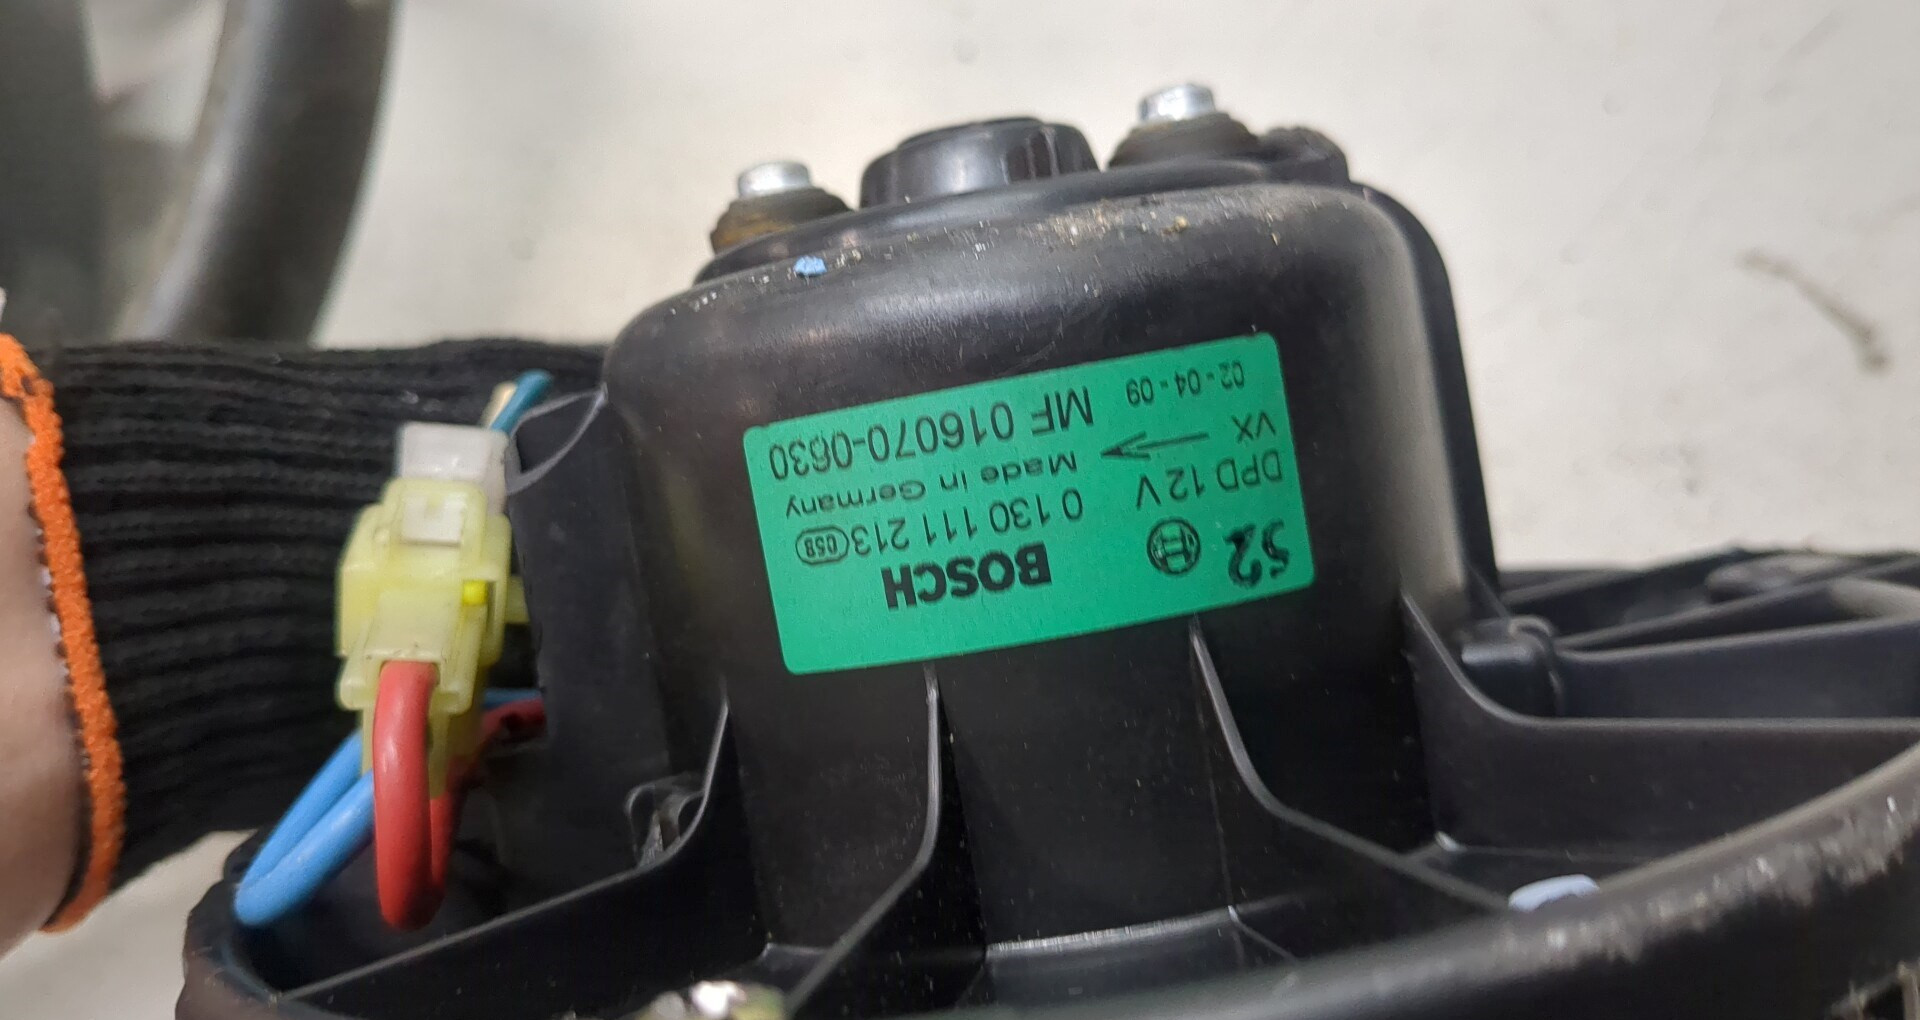 52 BOSCH
DPD 12 V 0 130 111 213 058
VX Made in Germany
02-04-09 MF 016070-0630